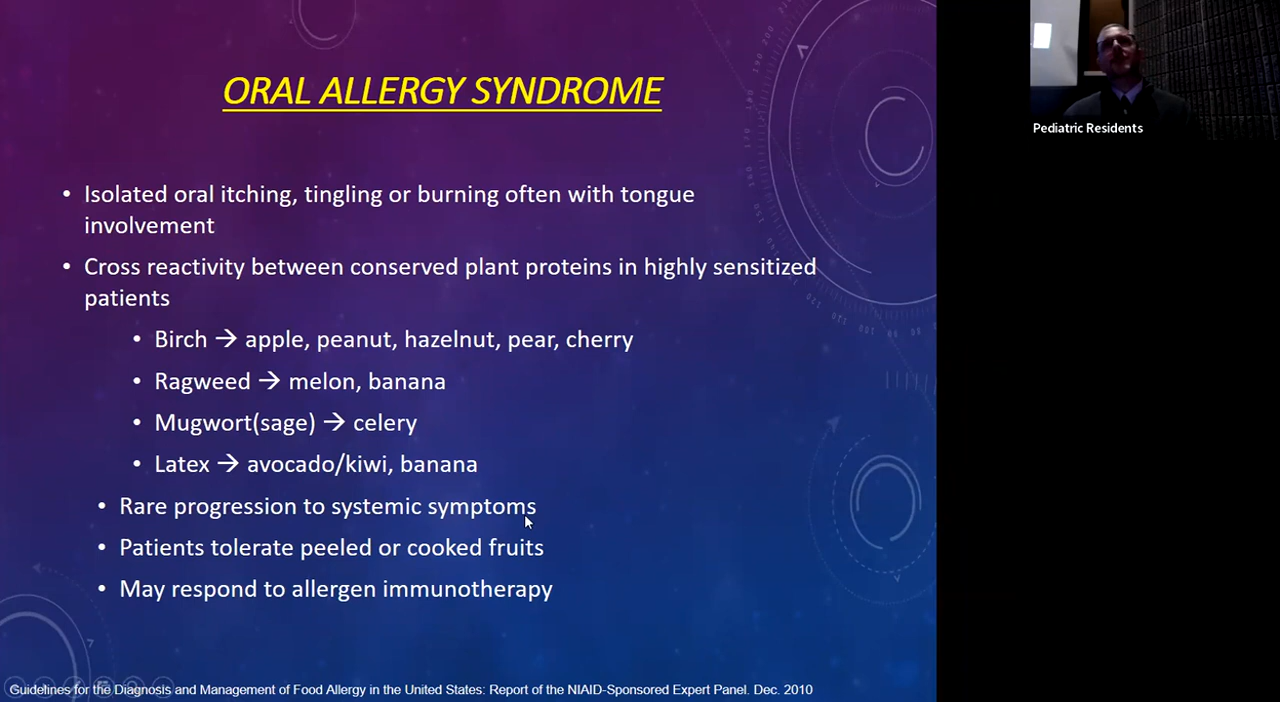 ORAL ALLERGY SYNDROME
• Isolated oral itching, tingling or burning often with tongue
involvement
• Cross reactivity between conserved plant proteins in highly sensitized
patients
• Birch → apple, peanut, hazelnut, pear, cherry
• Ragweed → melon, banana
• Mugwort(sage) → celery
• Latex → avocado/kiwi, banana
• Rare progression to systemic symptoms
• Patients tolerate peeled or cooked fruits
• May respond to allergen immunotherapy
Guidelines for the Diagnosis and Management of Food Allergy in the United States: Report of the NIAID-Sponsored Expert Panel. Dec. 2010
Pediatric Residents